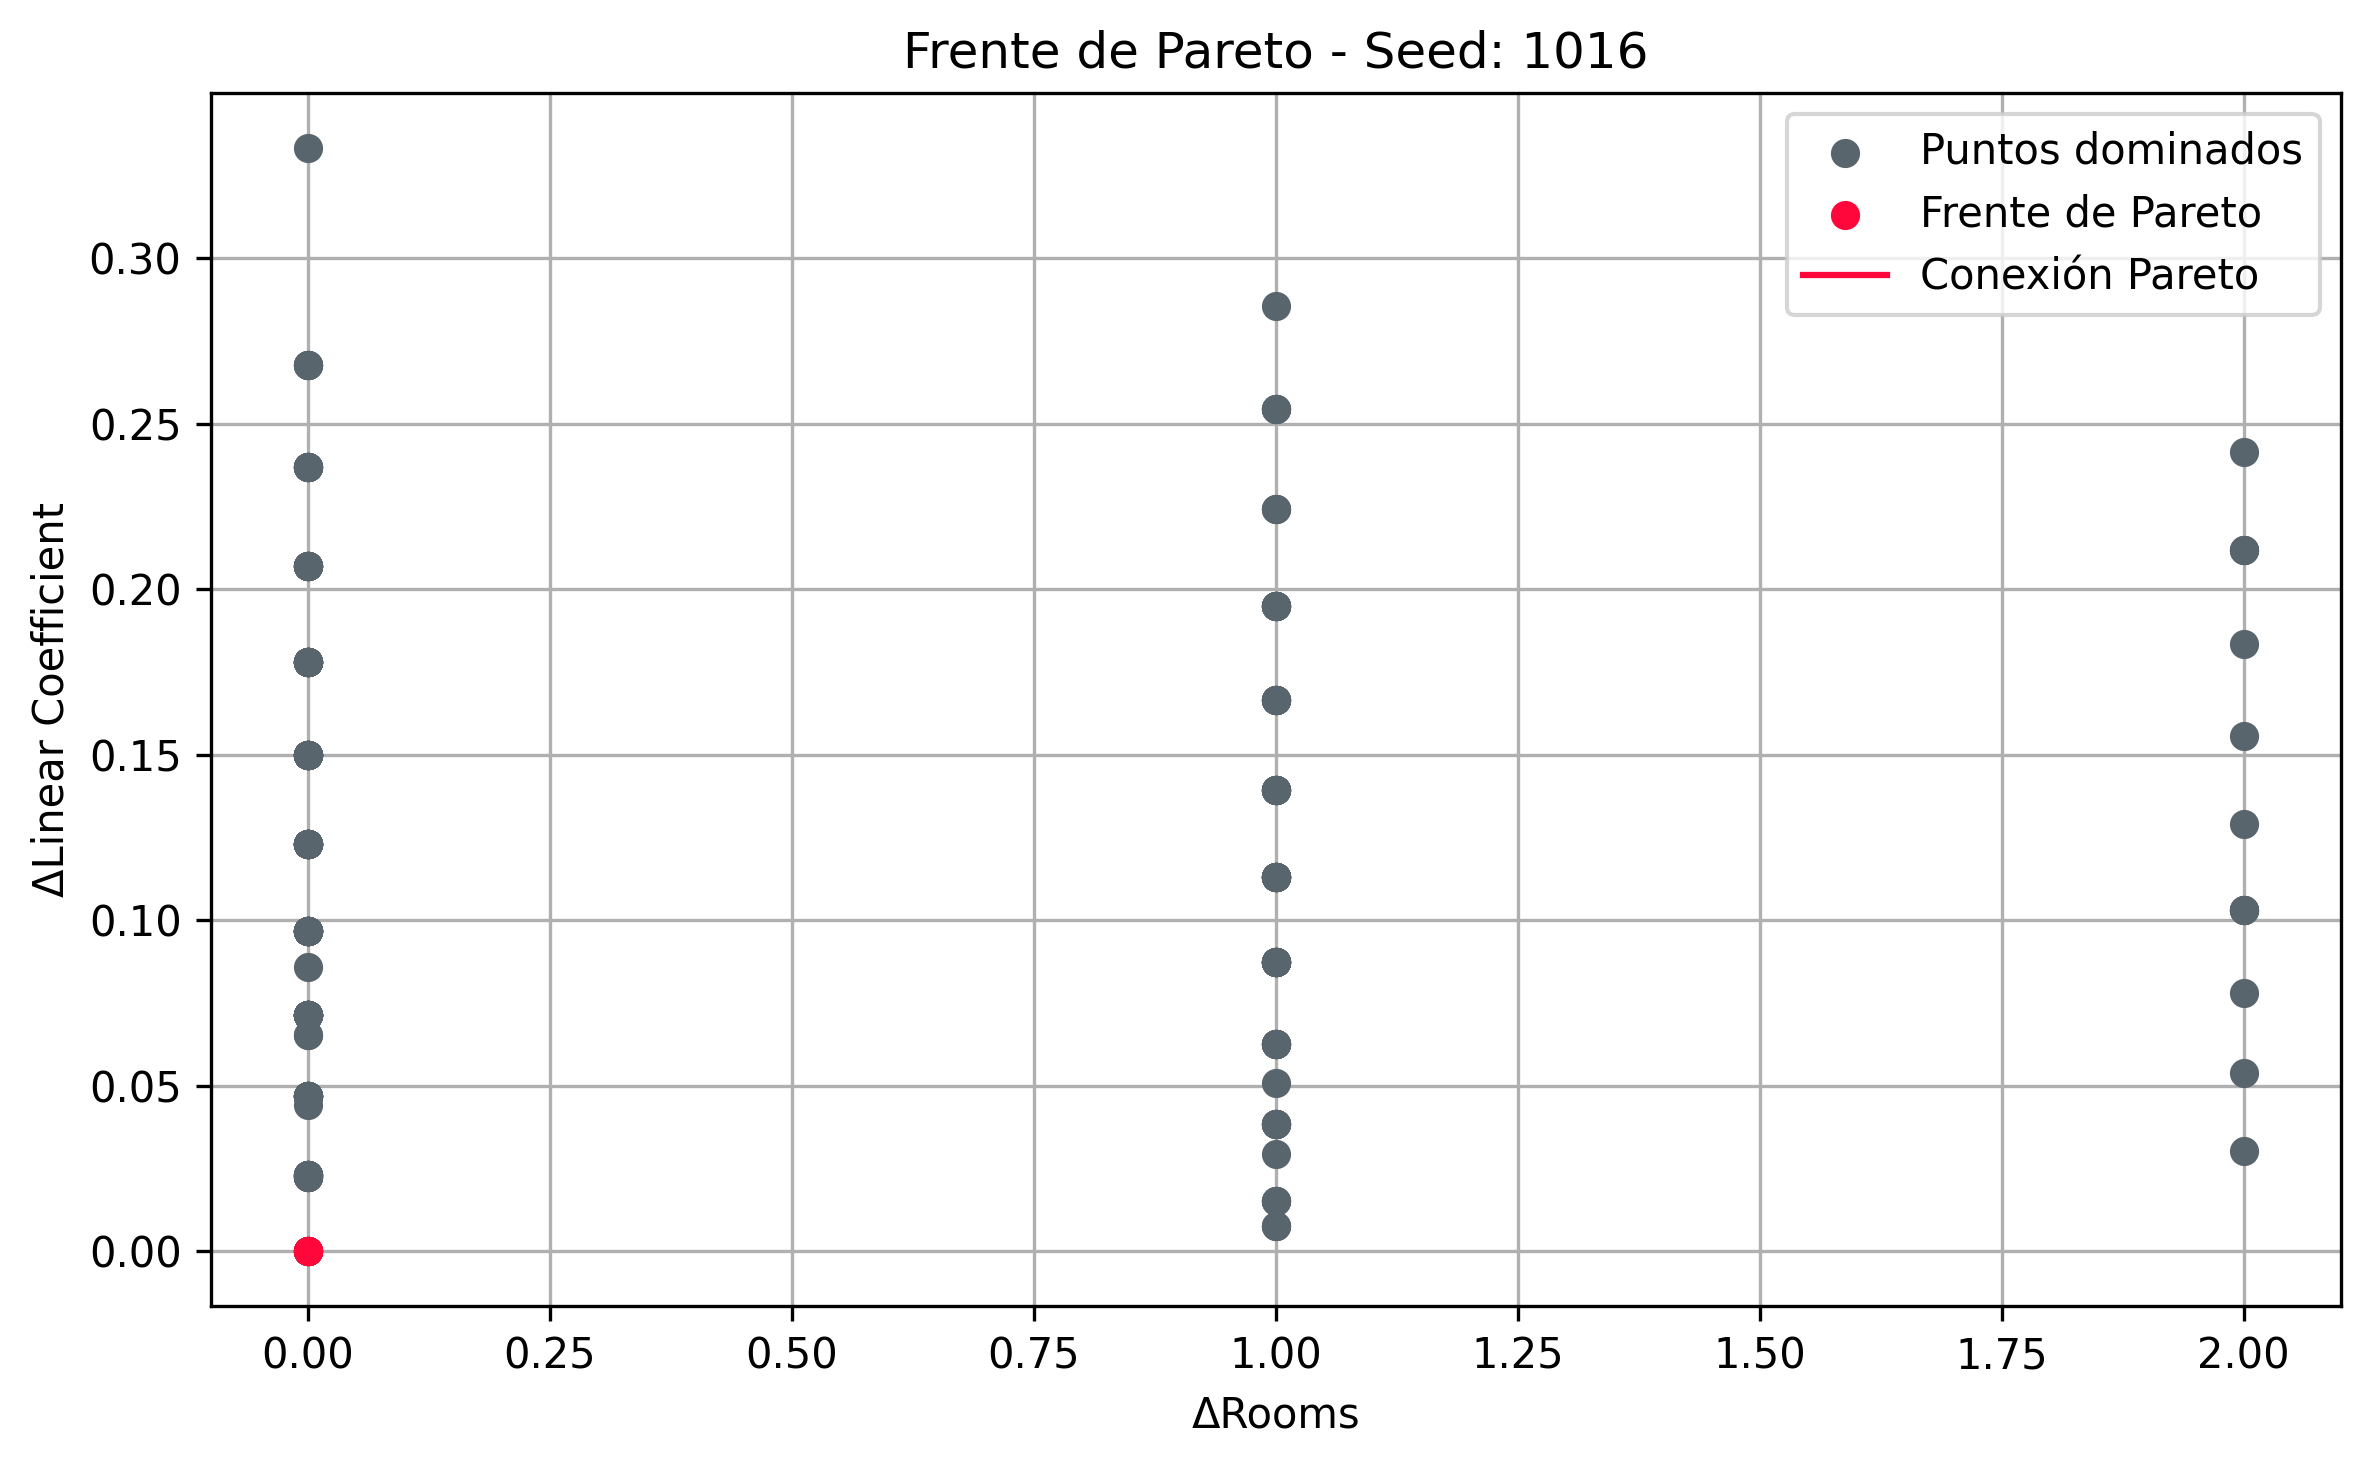 Frente de Pareto - Seed: 1016
Puntos dominados
Frente de Pareto
Conexión Pareto
ΔLinear Coefficient
0.30
0.25
0.20
0.15
0.10
0.05
0.00
0.00 0.25 0.50 0.75 1.00 1.25 1.50 1.75 2.00
ΔRooms